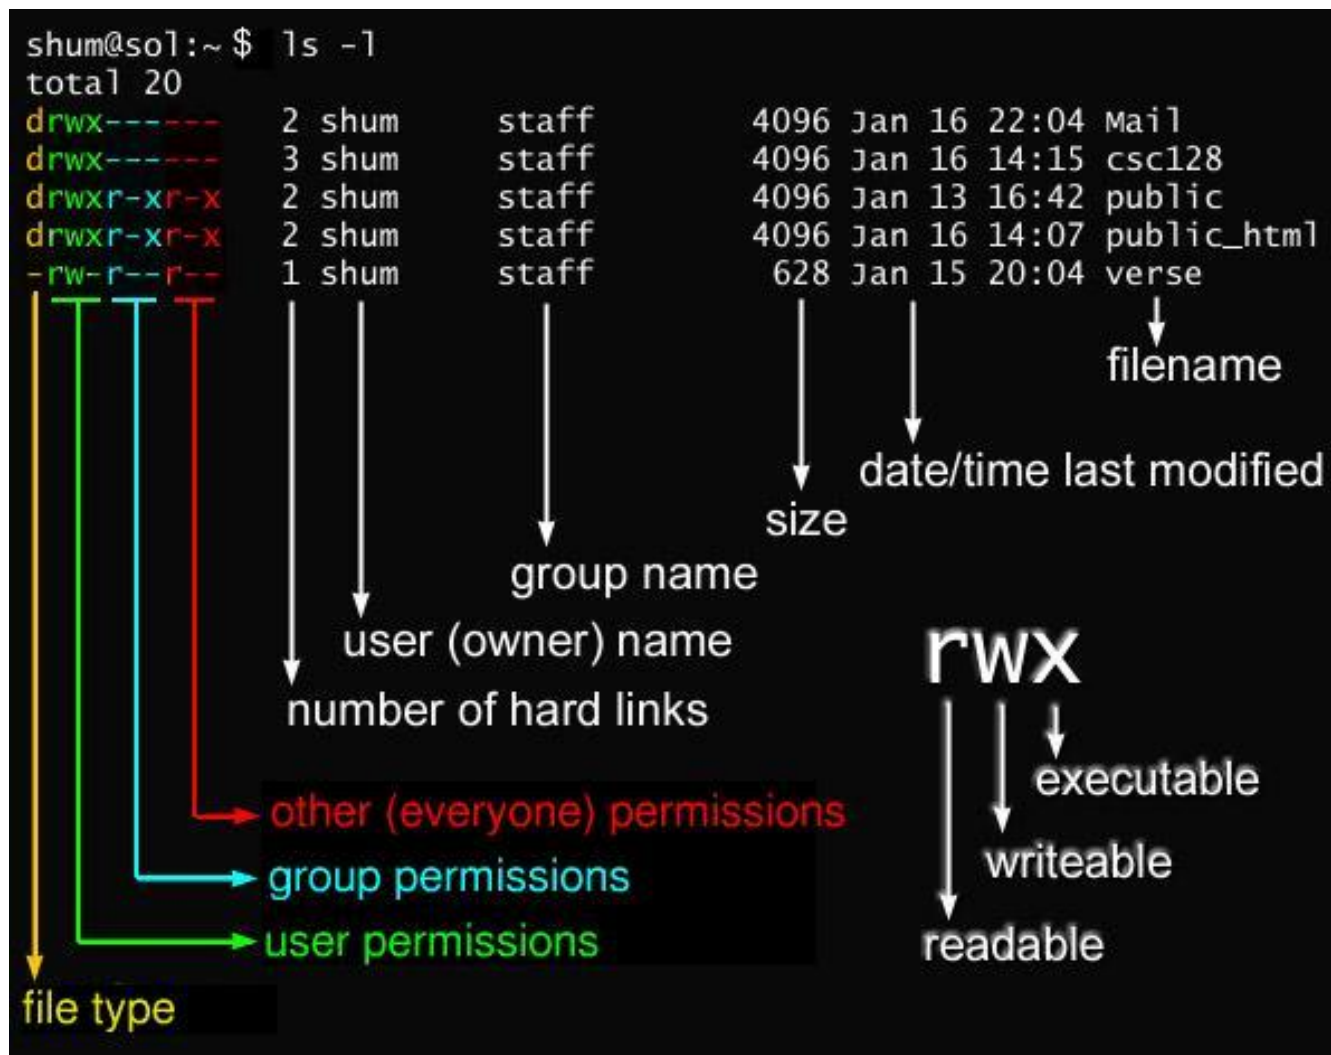 shum@sol:~$ ls -l
total 20
drwx------ 2 shum staff 4096 Jan 16 22:04 Mail
drwx------ 3 shum staff 4096 Jan 16 14:15 csc128
drwxr-xr-x 2 shum staff 4096 Jan 13 16:42 public
drwxr-xr-x 2 shum staff 4096 Jan 16 14:07 public_html
-rw-r--r-- 1 shum staff 628 Jan 15 20:04 verse
filename
date/time last modified
size
group name
user (owner) name
number of hard links
rwx
executable
writeable
readable
other (everyone) permissions
group permissions
user permissions
file type